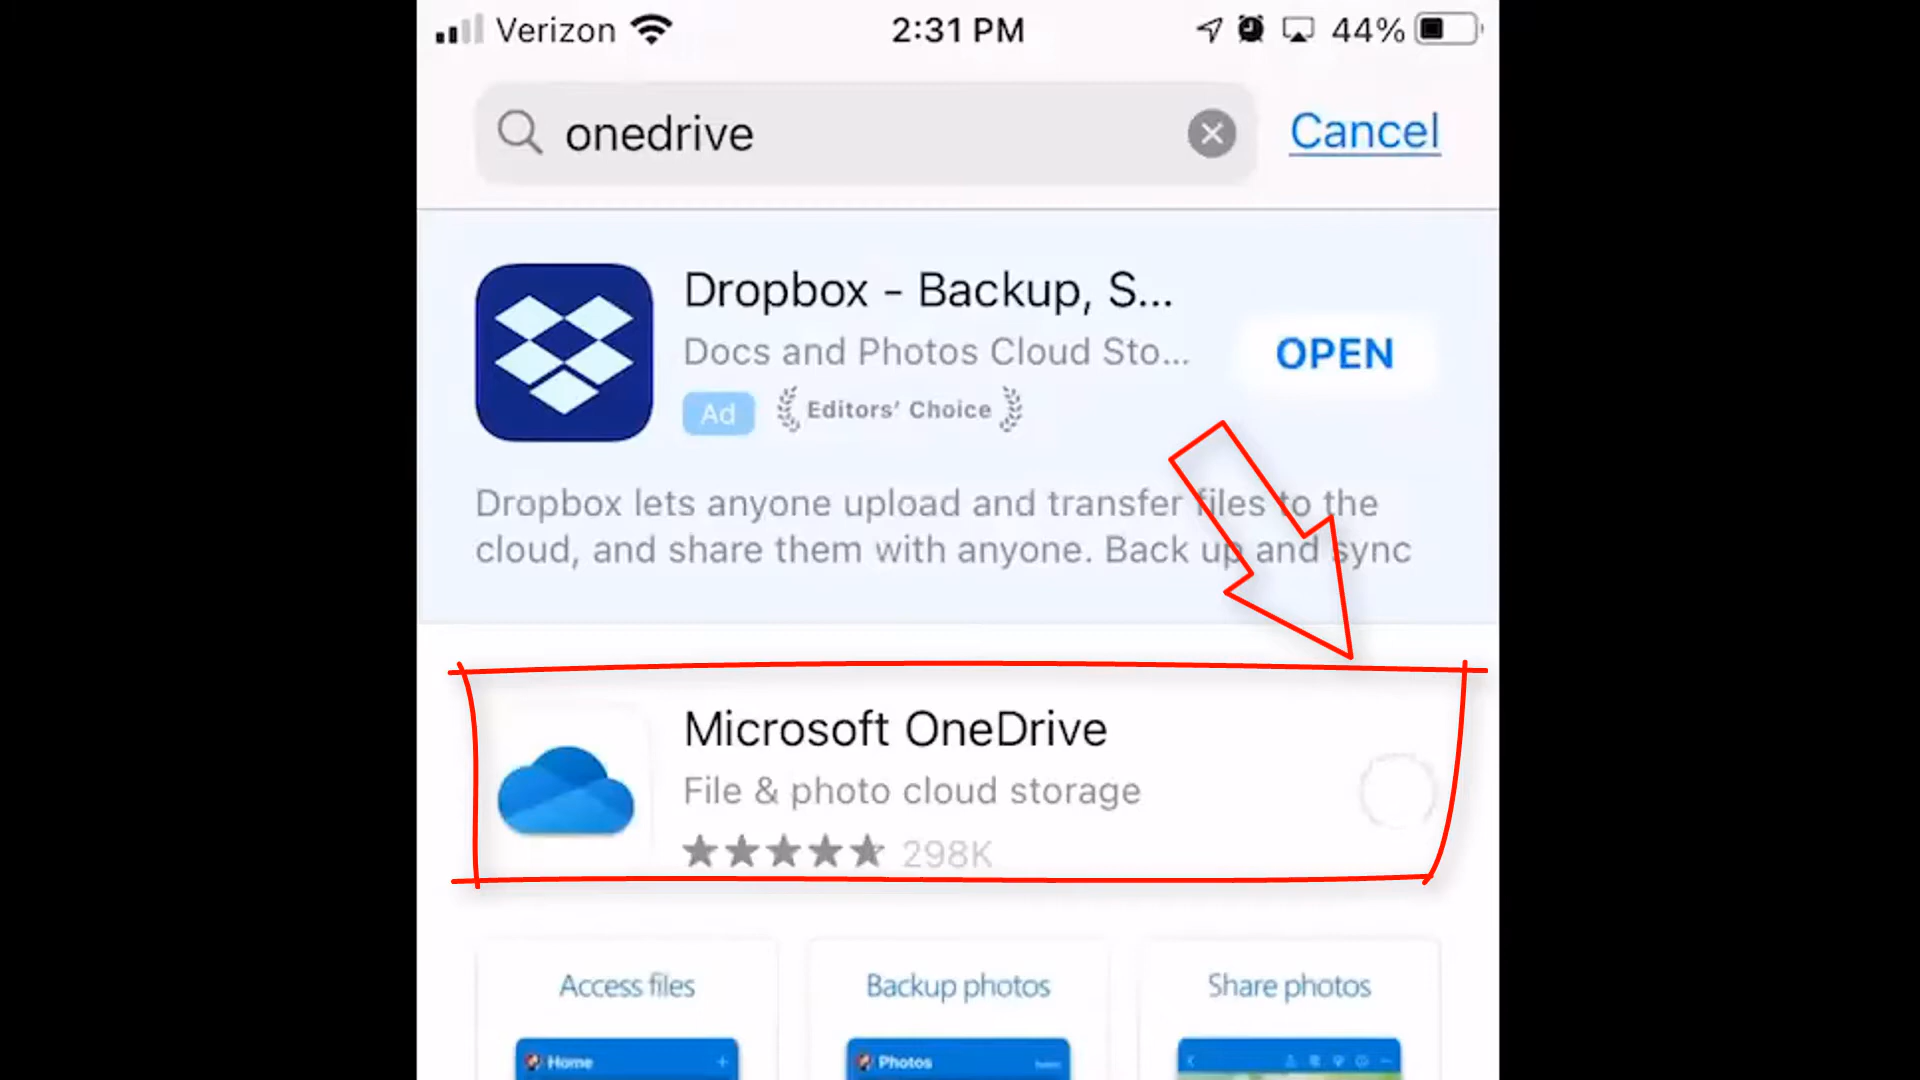 Verizon 2:31 PM 44%
onedrive Cancel
Dropbox - Backup, S...
Docs and Photos Cloud Sto...
OPEN
Ad Editors' Choice
Dropbox lets anyone upload and transfer files to the
cloud, and share them with anyone. Back up and sync
Microsoft OneDrive
File & photo cloud storage
298K
Access files Backup photos Share photos
Home Photos